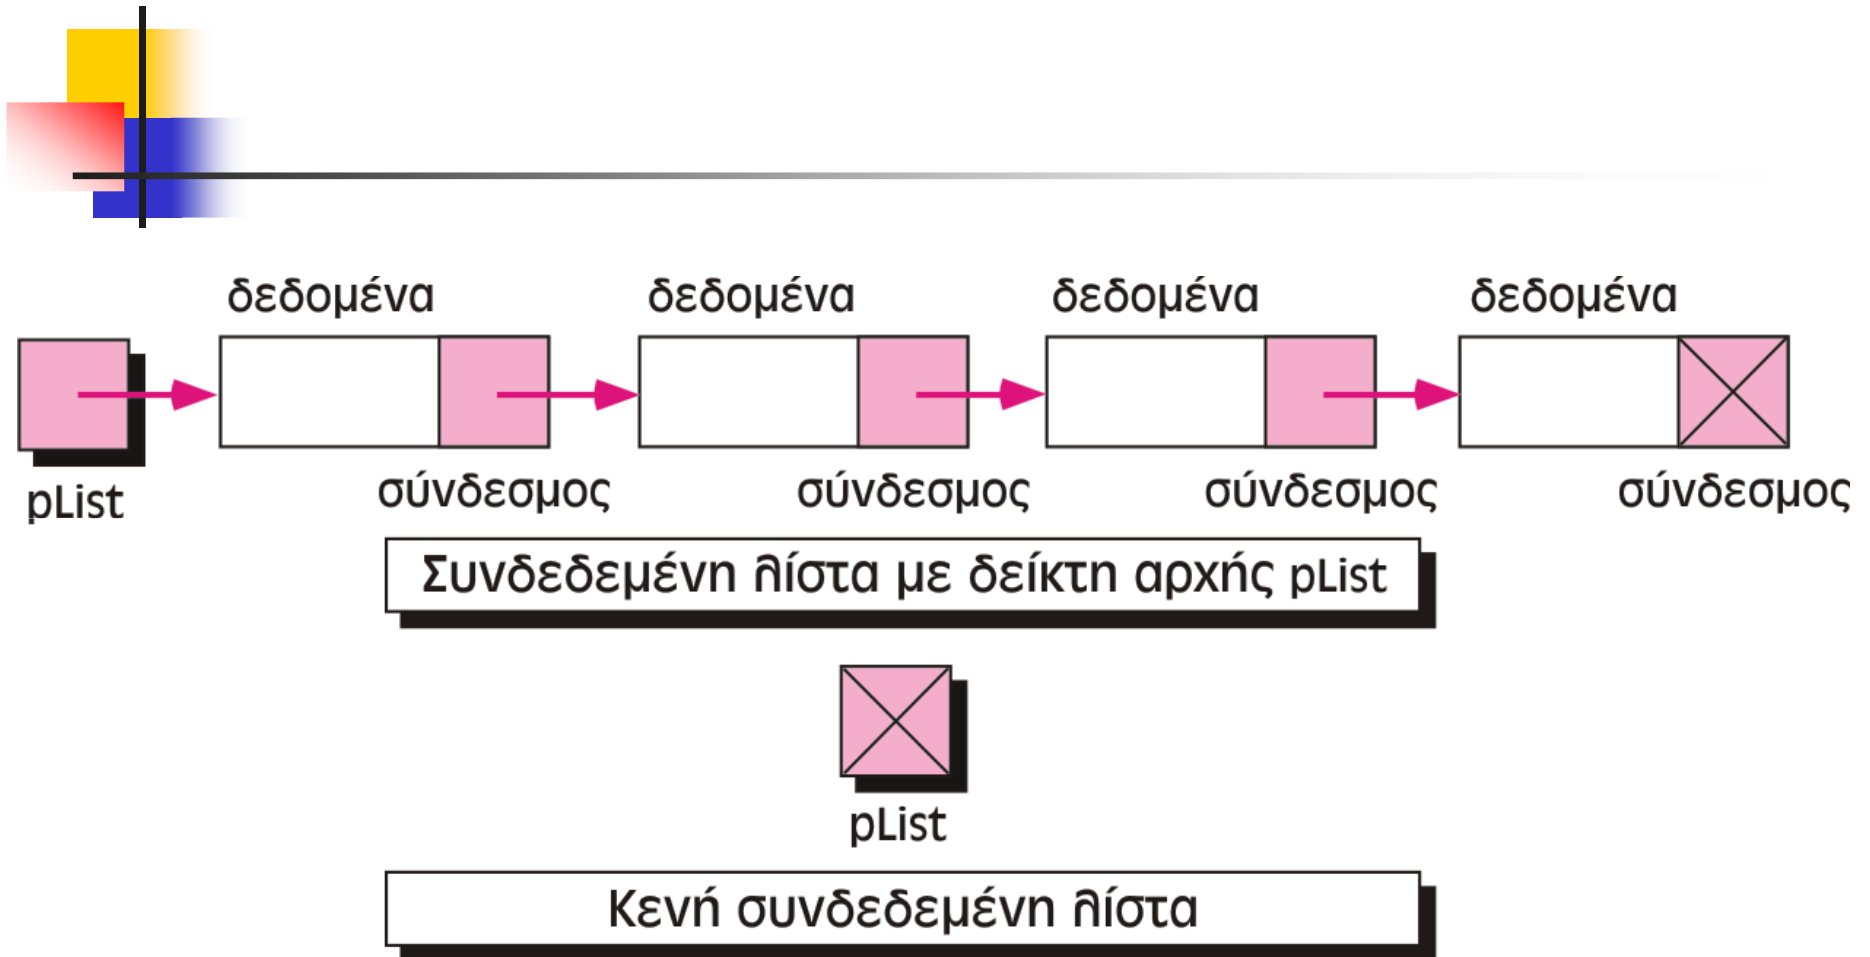 δεδομένα δεδομένα δεδομένα δεδομένα
pList σύνδεσμος σύνδεσμος σύνδεσμος σύνδεσμος
Συνδεδεμένη λίστα με δείκτη αρχής pList
pList
Κενή συνδεδεμένη λίστα